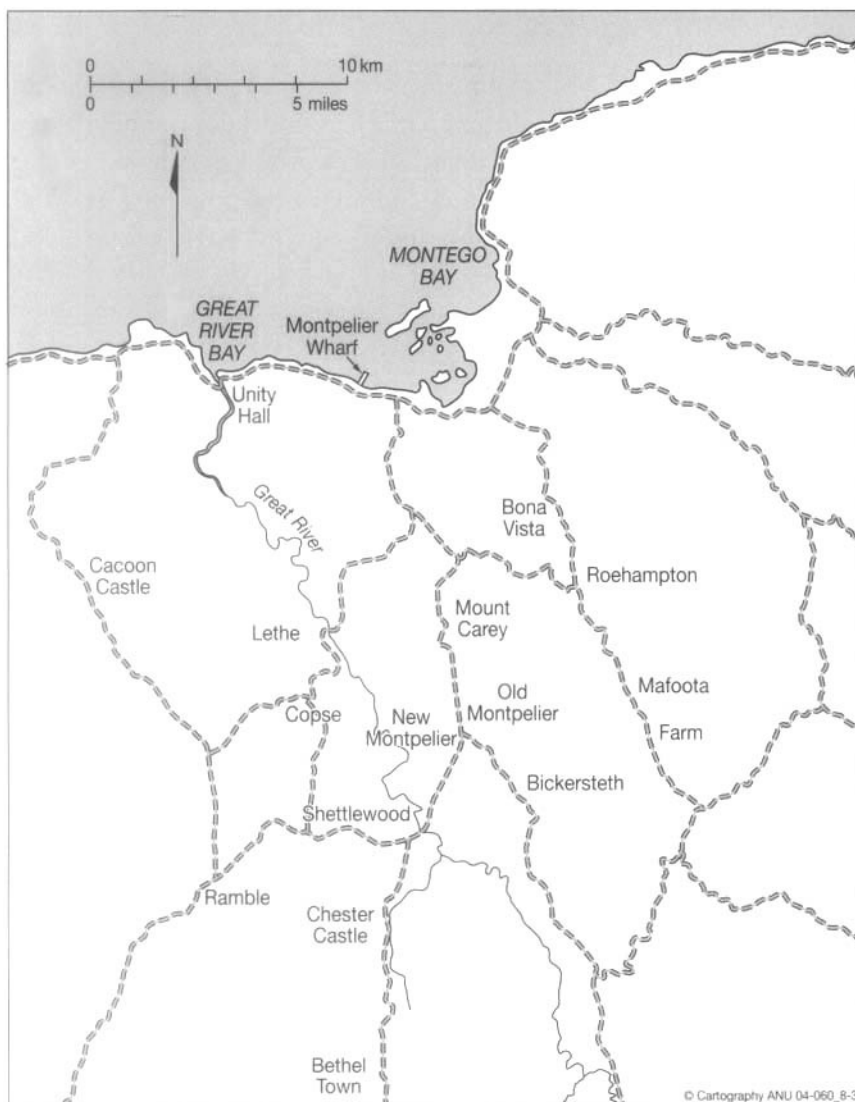 0
10 km
0
5 miles
N
MONTEGO
BAY
GREAT
RIVER
BAY
Montpelier
Wharf
Unity
Hall
Great River
Bona
Vista
Cacoon
Castle
Roehampton
Mount
Carey
Lethe
Old
Montpelier
Mafoota
Copse
New
Montpelier
Farm
Bickersteth
Shettlewood
Ramble
Chester
Castle
Bethel
Town
© Cartography ANU 04-060_8-3